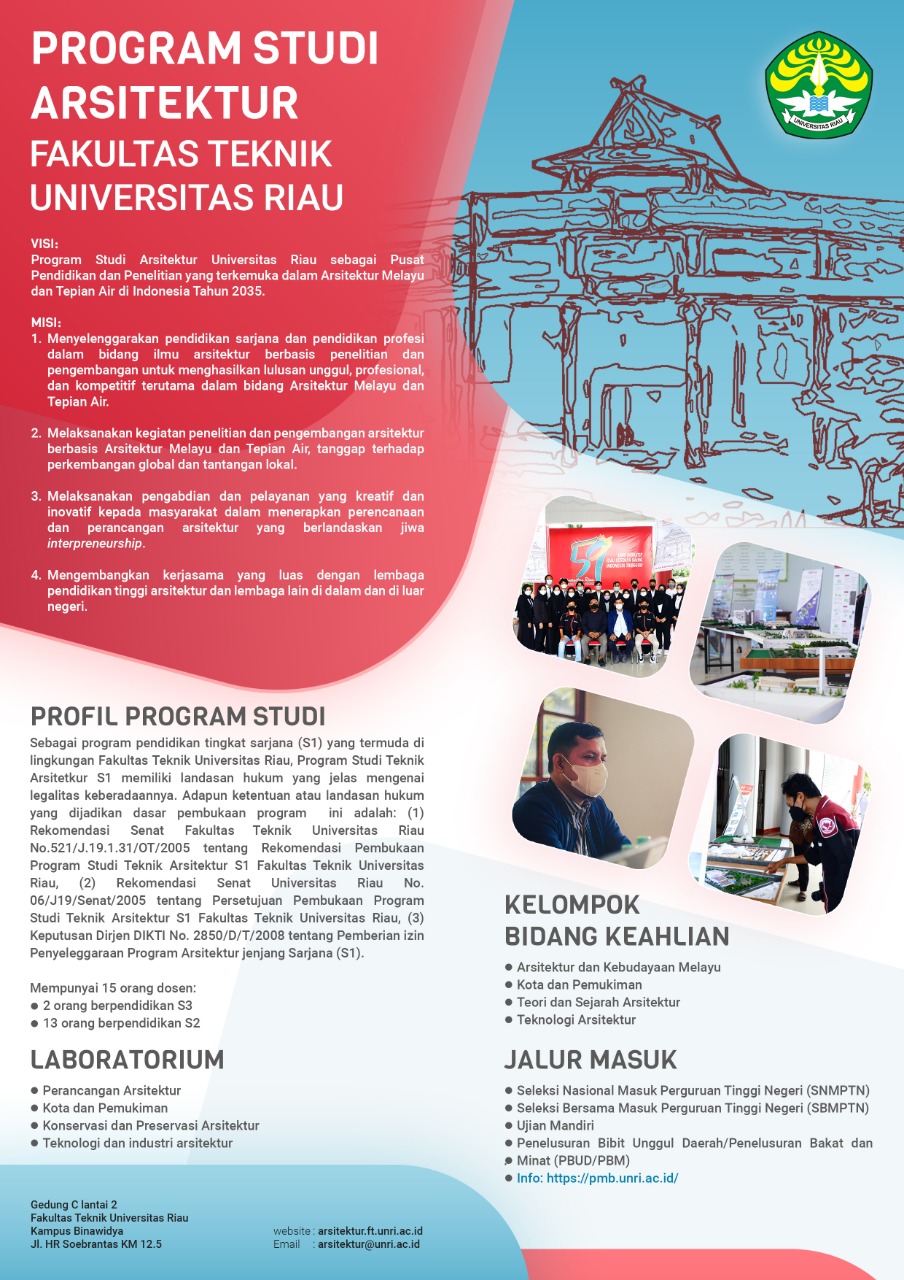 PROGRAM STUDI
ARSITEKTUR
FAKULTAS TEKNIK
UNIVERSITAS RIAU
UNIVERSITAS RIAU
VISI:
Program Studi Arsitektur Universitas Riau sebagai Pusat
Pendidikan dan Penelitian yang terkemuka dalam Arsitektur Melayu
dan Tepian Air di Indonesia Tahun 2035.
MISI:
1. Menyelenggarakan pendidikan sarjana dan pendidikan profesi
dalam bidang ilmu arsitektur berbasis penelitian dan
pengembangan untuk menghasilkan lulusan unggul, profesional,
dan kompetitif terutama dalam bidang Arsitektur Melayu dan
Tepian Air.
2. Melaksanakan kegiatan penelitian dan pengembangan arsitektur
berbasis Arsitektur Melayu dan Tepian Air, tanggap terhadap
perkembangan global dan tantangan lokal.
3. Melaksanakan pengabdian dan pelayanan yang kreatif dan
inovatif kepada masyarakat dalam menerapkan perencanaan
dan perancangan arsitektur yang berlandaskan jiwa
interpreneurship.
4. Mengembangkan kerjasama yang luas dengan lembaga
pendidikan tinggi arsitektur dan lembaga lain di dalam dan di luar
negeri.
PROFIL PROGRAM STUDI
Sebagai program pendidikan tingkat sarjana (S1) yang termuda di
lingkungan Fakultas Teknik Universitas Riau, Program Studi Teknik
Arsitetkur S1 memiliki landasan hukum yang jelas mengenai
legalitas keberadaannya. Adapun ketentuan atau landasan hukum
yang dijadikan dasar pembukaan program ini adalah: (1)
Rekomendasi Senat Fakultas Teknik Universitas Riau
No.521/J.19.1.31/OT/2005 tentang Rekomendasi Pembukaan
Program Studi Teknik Arsitektur S1 Fakultas Teknik Universitas
Riau, (2) Rekomendasi Senat Universitas Riau No.
06/J19/Senat/2005 tentang Persetujuan Pembukaan Program
Studi Teknik Arsitektur S1 Fakultas Teknik Universitas Riau, (3)
Keputusan Dirjen DIKTI No. 2850/D/T/2008 tentang Pemberian izin
Penyeleggaraan Program Arsitektur jenjang Sarjana (S1).
Mempunyai 15 orang dosen:
● 2 orang berpendidikan S3
● 13 orang berpendidikan S2
LABORATORIUM
● Perancangan Arsitektur
● Kota dan Pemukiman
● Konservasi dan Preservasi Arsitektur
● Teknologi dan industri arsitektur
KELOMPOK
BIDANG KEAHLIAN
● Arsitektur dan Kebudayaan Melayu
● Kota dan Pemukiman
● Teori dan Sejarah Arsitektur
● Teknologi Arsitektur
JALUR MASUK
● Seleksi Nasional Masuk Perguruan Tinggi Negeri (SNMPTN)
● Seleksi Bersama Masuk Perguruan Tinggi Negeri (SBMPTN)
● Ujian Mandiri
● Penelusuran Bibit Unggul Daerah/Penelusuran Bakat dan
● Minat (PBUD/PBM)
● Info: https://pmb.unri.ac.id/
Gedung C lantai 2
Fakultas Teknik Universitas Riau
Kampus Binawidya
Jl. HR Soebrantas KM 12.5
website : arsitektur.ft.unri.ac.id
Email : arsitektur@unri.ac.id